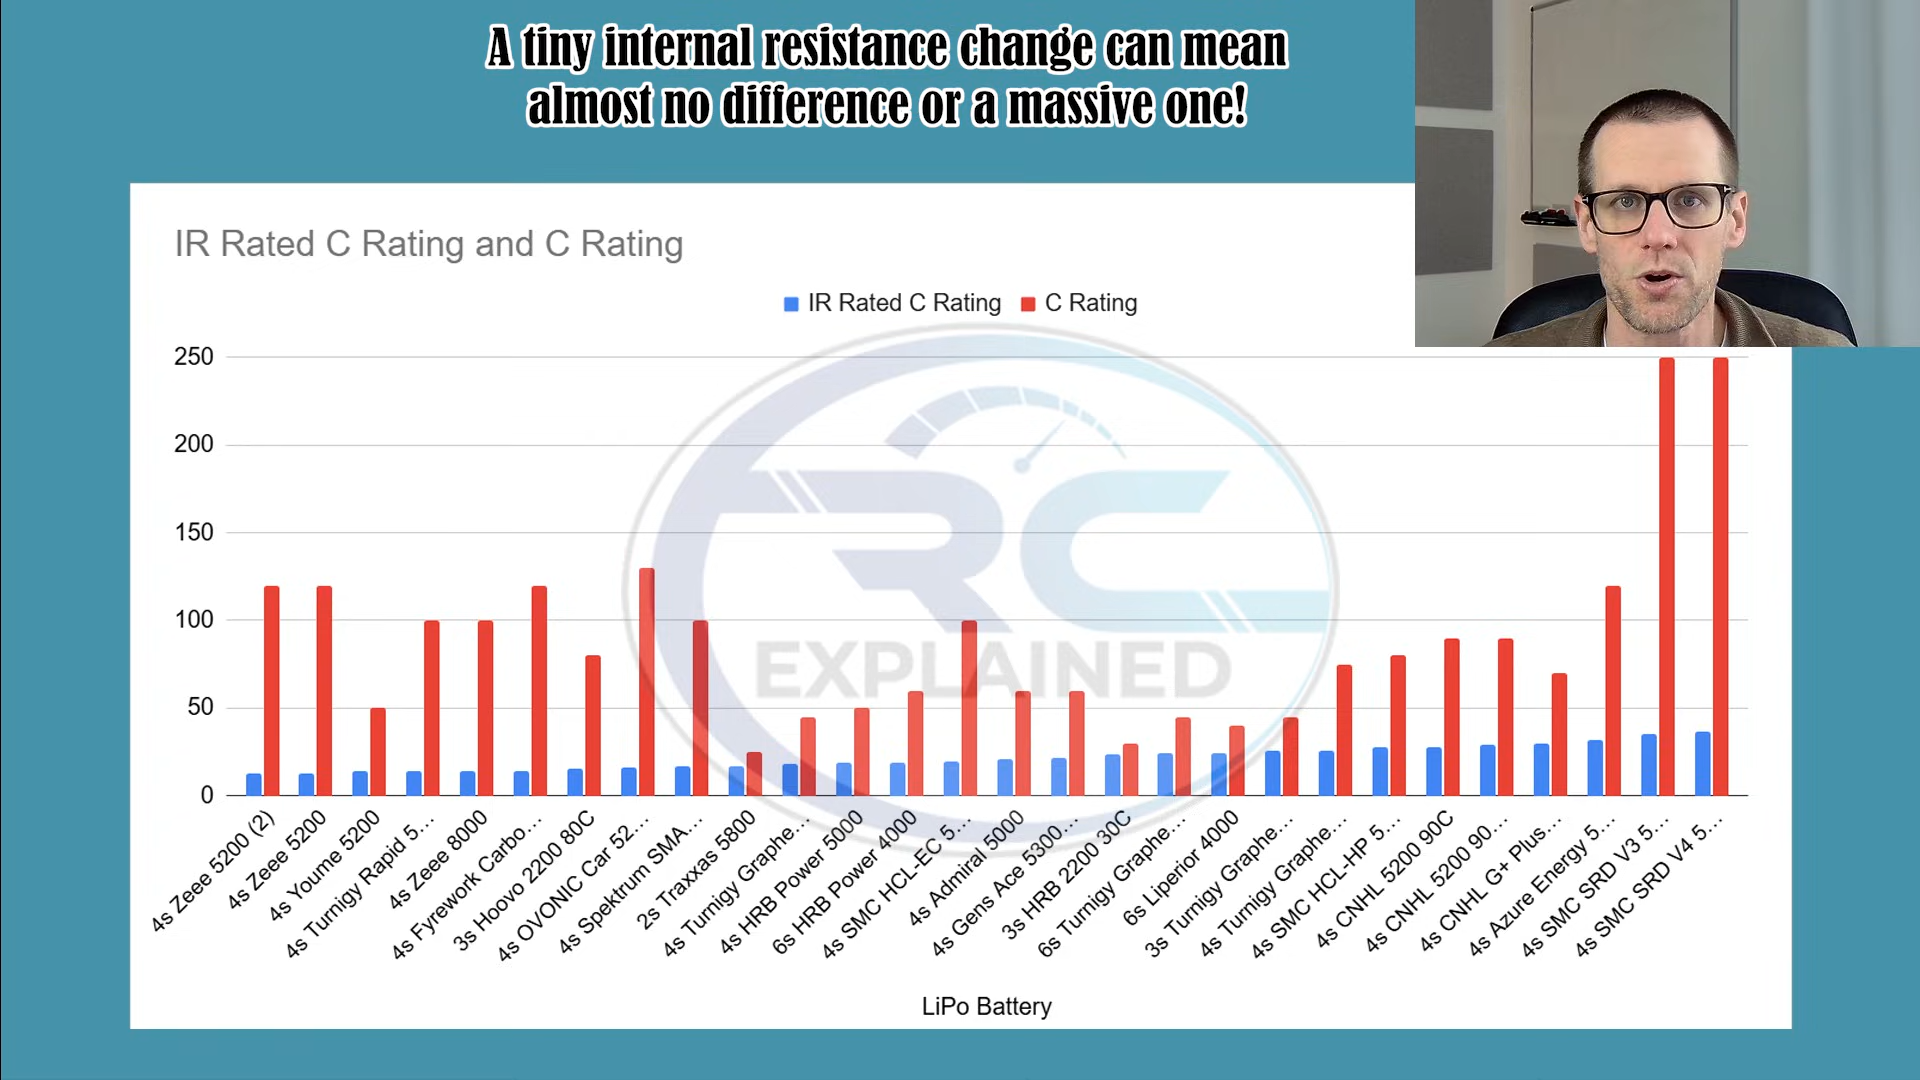 A tiny internal resistance change can mean
almost no difference or a massive one!
IR Rated C Rating and C Rating
IR Rated C Rating
C Rating
250
200
150
100
50
0
RC
EXPLAINED
4s Zeee 5200 (2)
4s Zeee 5200
4s Youme 5200
4s Turnigy Rapid 5…
4s Zeee 8000
4s Fyrework Carbo…
3s Hoovo 2200 80C
4s OVONIC Car 52…
4s Spektrum SMA…
2s Traxxas 5800
4s Turnigy Graphe…
4s HRB Power 5000
6s HRB Power 4000
4s SMC HCL-EC 5…
4s Admiral 5000
4s Gens Ace 5300…
3s HRB 2200 30C
6s Turnigy Graphe…
6s Liperior 4000
3s Turnigy Graphe…
4s Turnigy Graphe…
4s SMC HCL-HP 5…
4s CNHL 5200 90C
4s CNHL 5200 90…
4s CNHL G+ Plus…
4s Azure Energy 5…
4s SMC SRD V3 5…
4s SMC SRD V4 5…
LiPo Battery